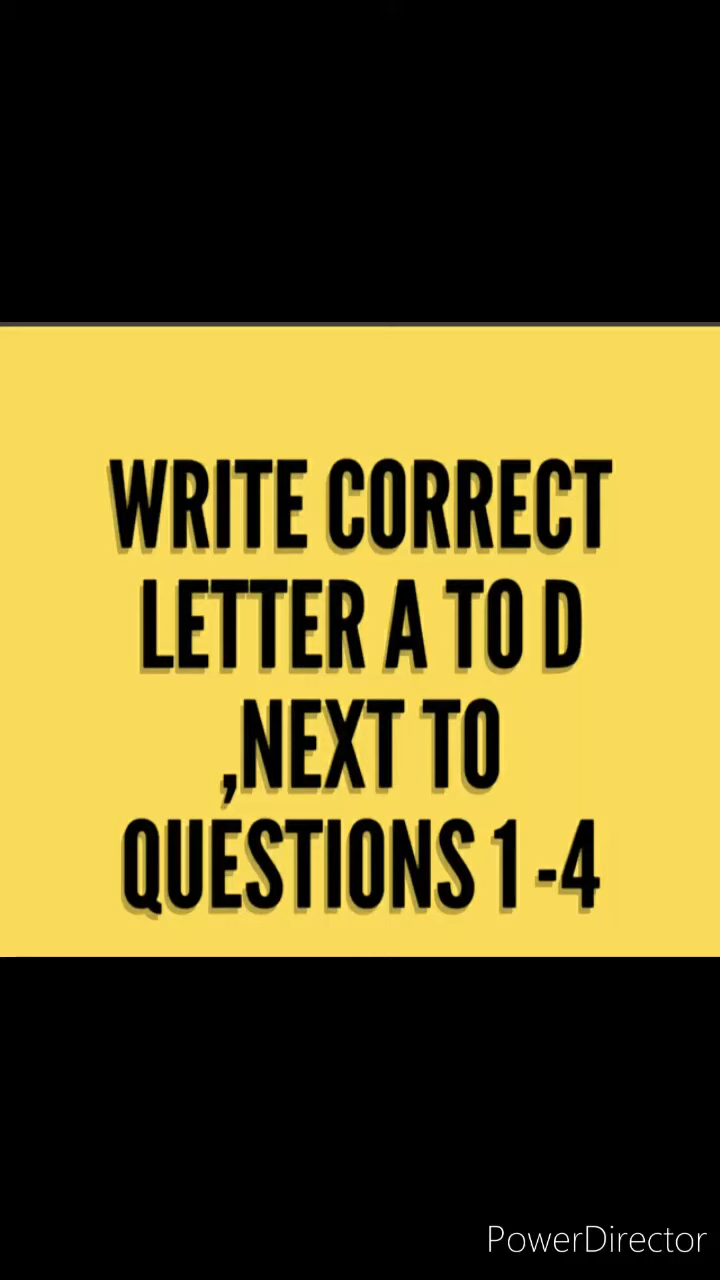 WRITE CORRECT
LETTER A TO D
,NEXT TO
QUESTIONS 1 -4
PowerDirector